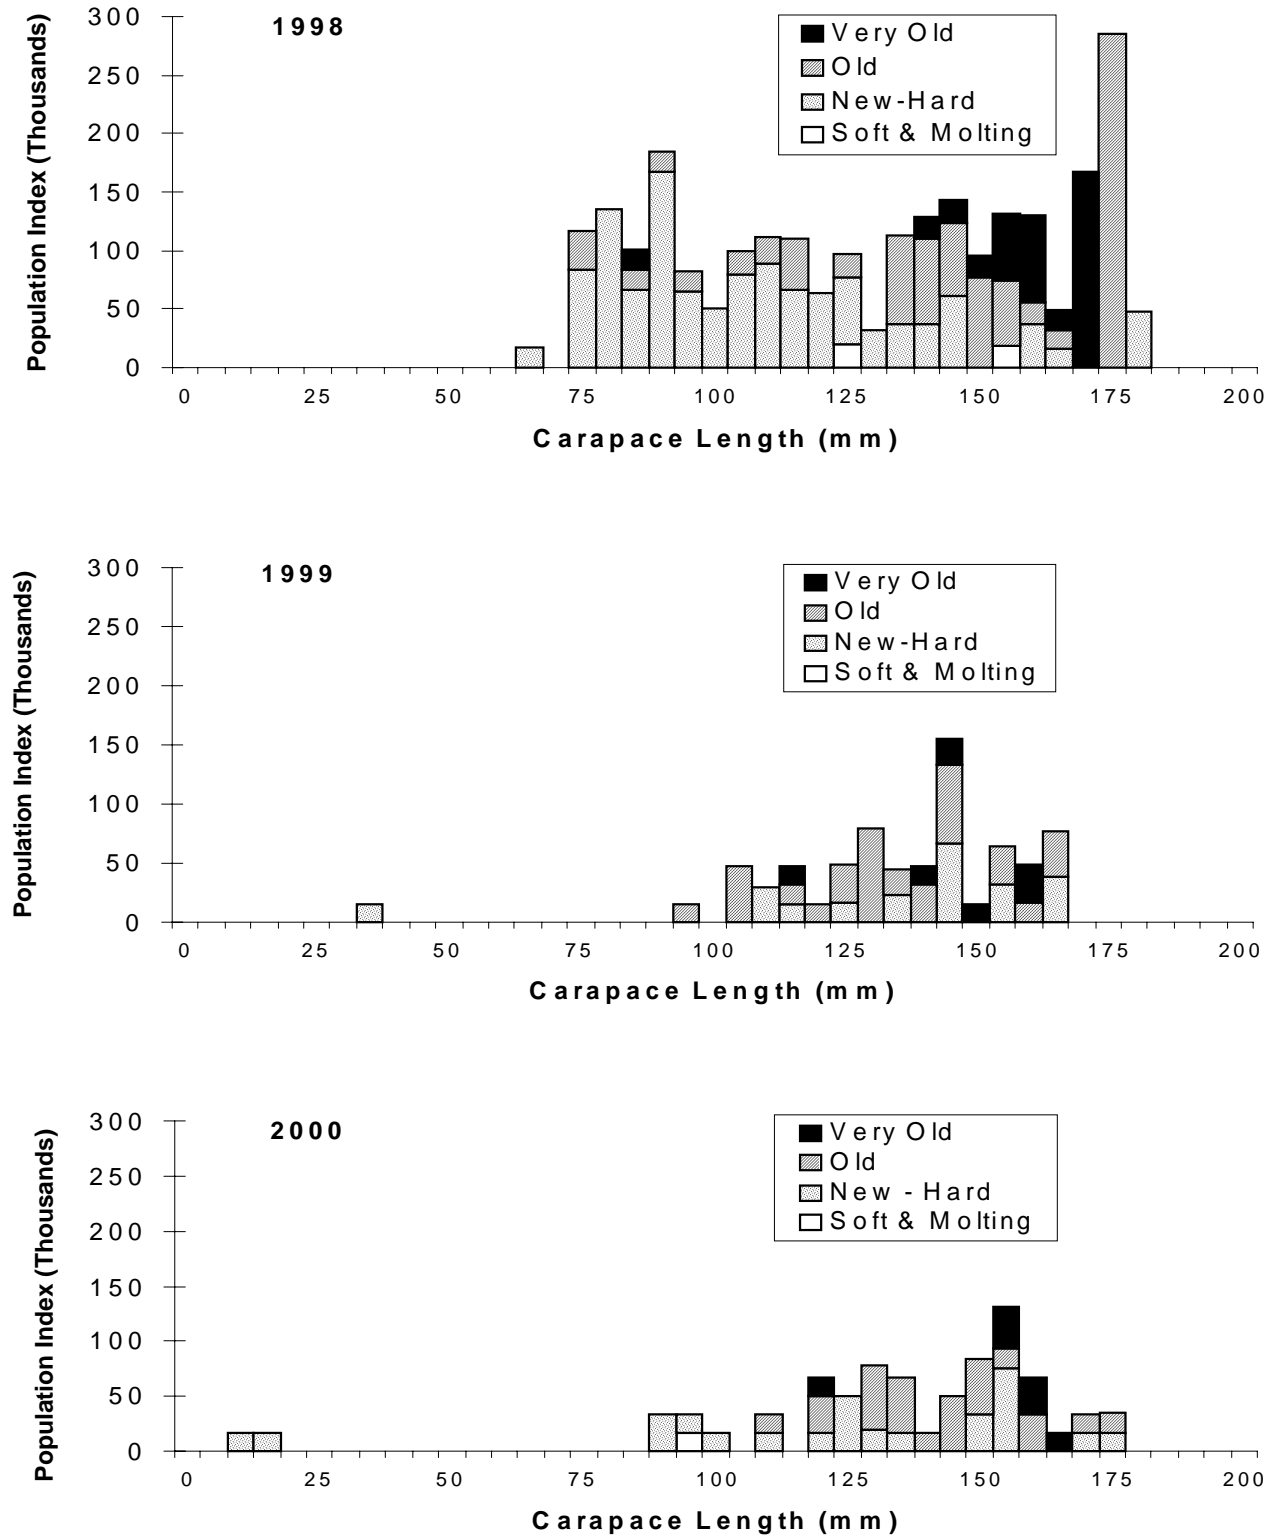 1998
Population Index (Thousands)
300
250
200
150
100
50
0
Very Old
Old
New-Hard
Soft & Molting
0 25 50 75 100 125 150 175 200
Carapace Length (mm)
1999
Population Index (Thousands)
300
250
200
150
100
50
0
Very Old
Old
New-Hard
Soft & Molting
0 25 50 75 100 125 150 175 200
Carapace Length (mm)
2000
Population Index (Thousands)
300
250
200
150
100
50
0
Very Old
Old
New - Hard
Soft & Molting
0 25 50 75 100 125 150 175 200
Carapace Length (mm)